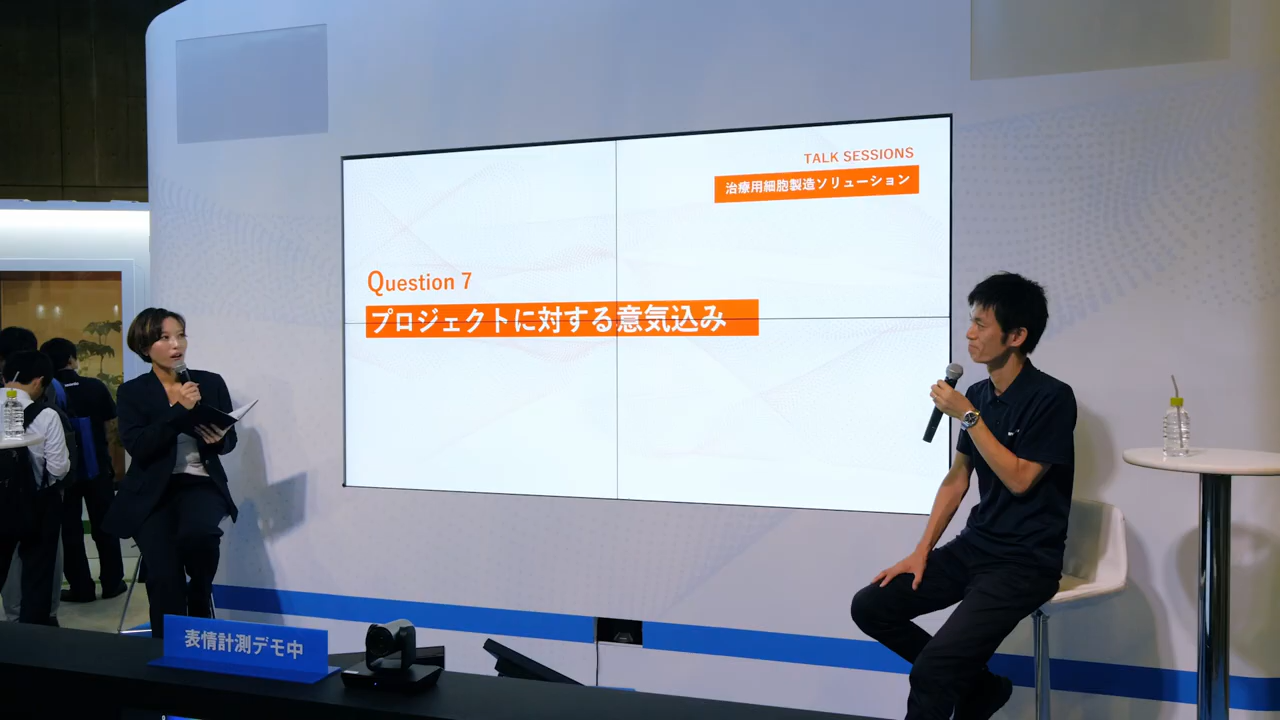 TALK SESSIONS
治療用細胞製造ソリューション
Question 7
プロジェクトに対する意気込み
表情計測デモ中